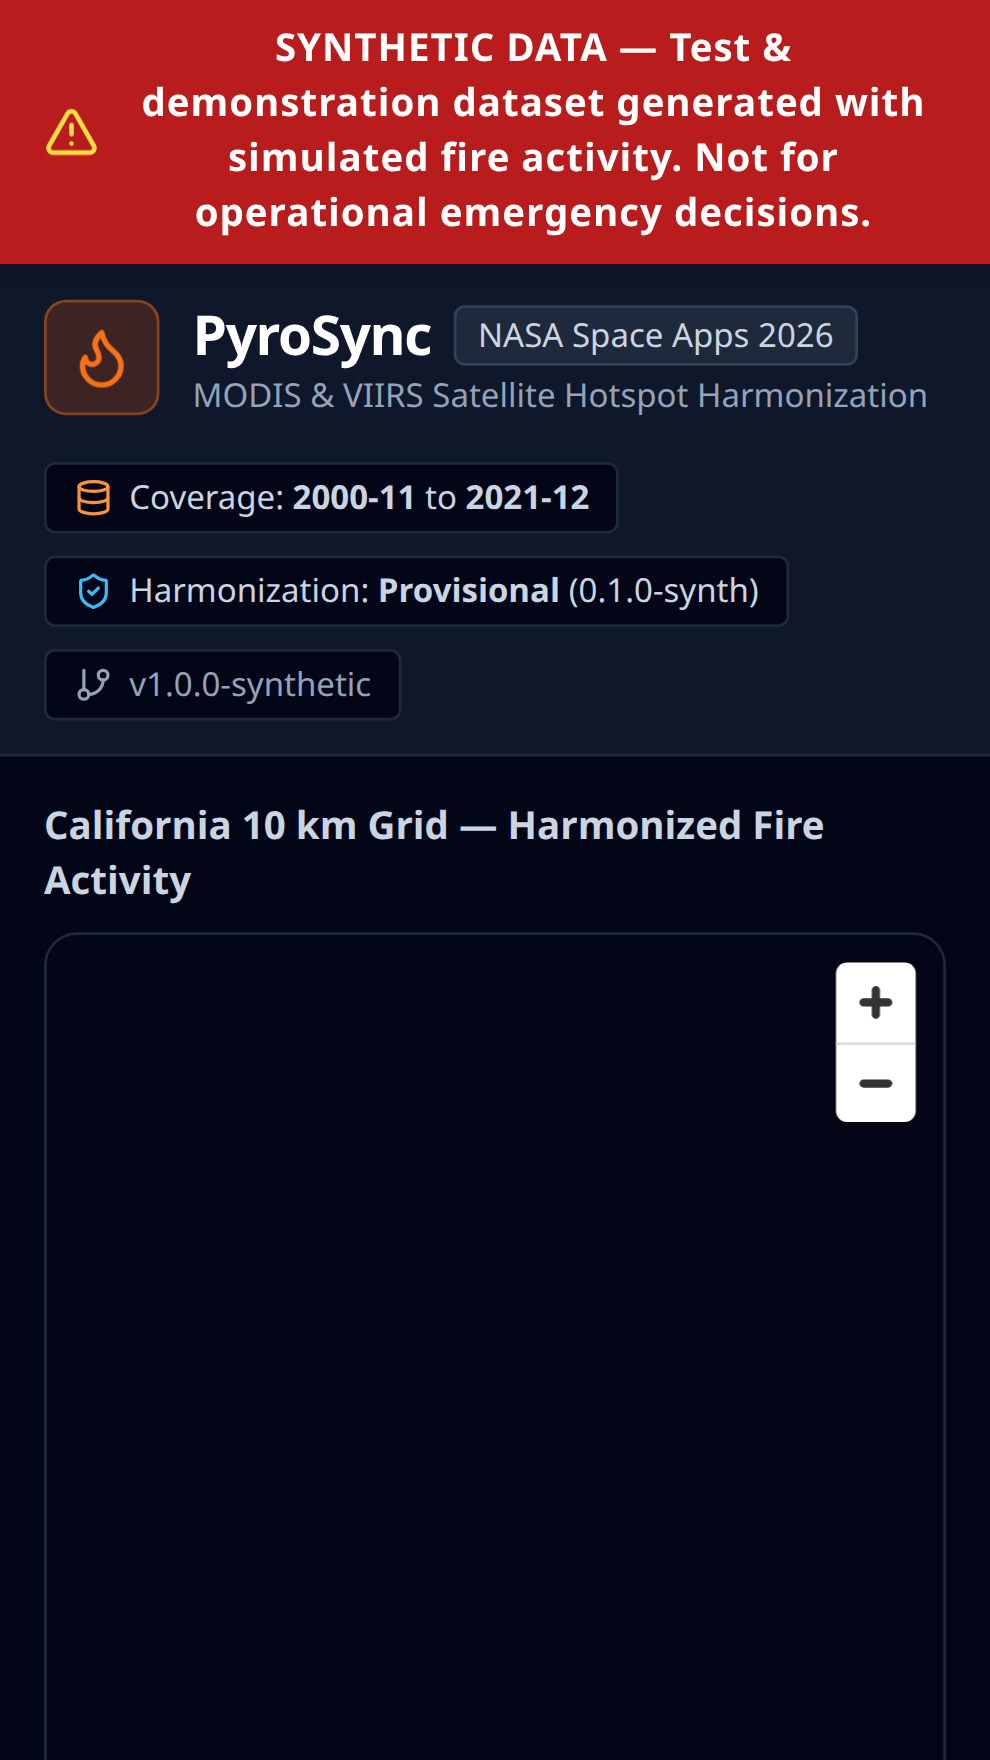 SYNTHETIC DATA — Test &
demonstration dataset generated with
simulated fire activity. Not for
operational emergency decisions.
PyroSync
NASA Space Apps 2026
MODIS & VIIRS Satellite Hotspot Harmonization
Coverage: 2000-11 to 2021-12
Harmonization: Provisional (0.1.0-synth)
v1.0.0-synthetic
California 10 km Grid — Harmonized Fire
Activity